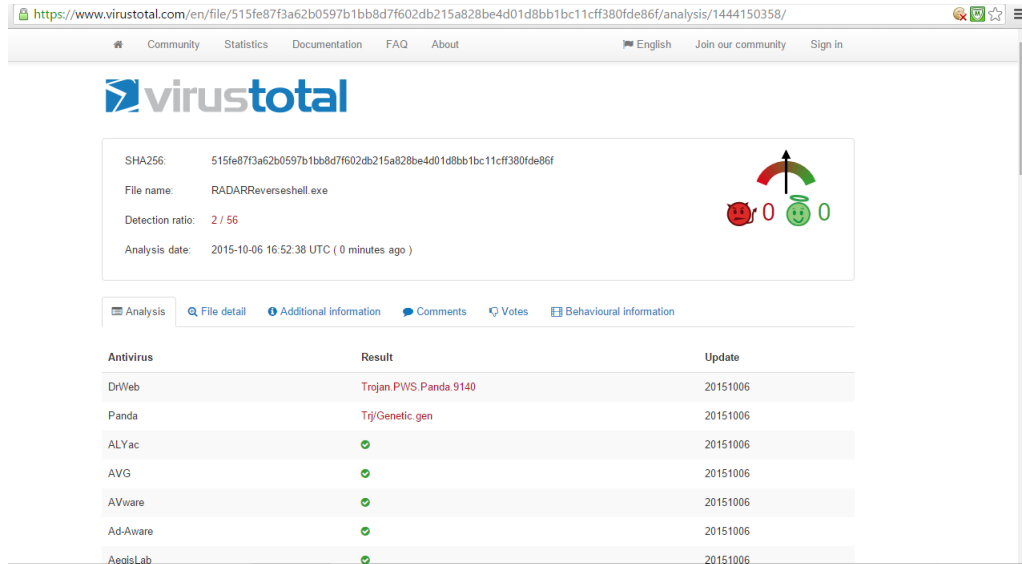 https://www.virustotal.com/en/file/515fe87f3a62b0597b1bb8d7f602db215a828be4d01d8bb1bc11cff380fde86f/analysis/1444150358/
Community Statistics Documentation FAQ About English Join our community Sign in
virustotal
SHA256: 515fe87f3a62b0597b1bb8d7f602db215a828be4d01d8bb1bc11cff380fde86f
File name: RADARReverseshell.exe
Detection ratio: 2 / 56
0 0
Analysis date: 2015-10-06 16:52:38 UTC ( 0 minutes ago )
Analysis File detail Additional information Comments Votes Behavioural information
Antivirus Result Update
DrWeb Trojan.PWS.Panda.9140 20151006
Panda Trj/Genetic.gen 20151006
ALYac 20151006
AVG 20151006
AVware 20151006
Ad-Aware 20151006
AegisLab 20151006